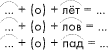 ... + (о) + лёт = ...
... + (о) + лов = ...
... + (о) + пад = ...